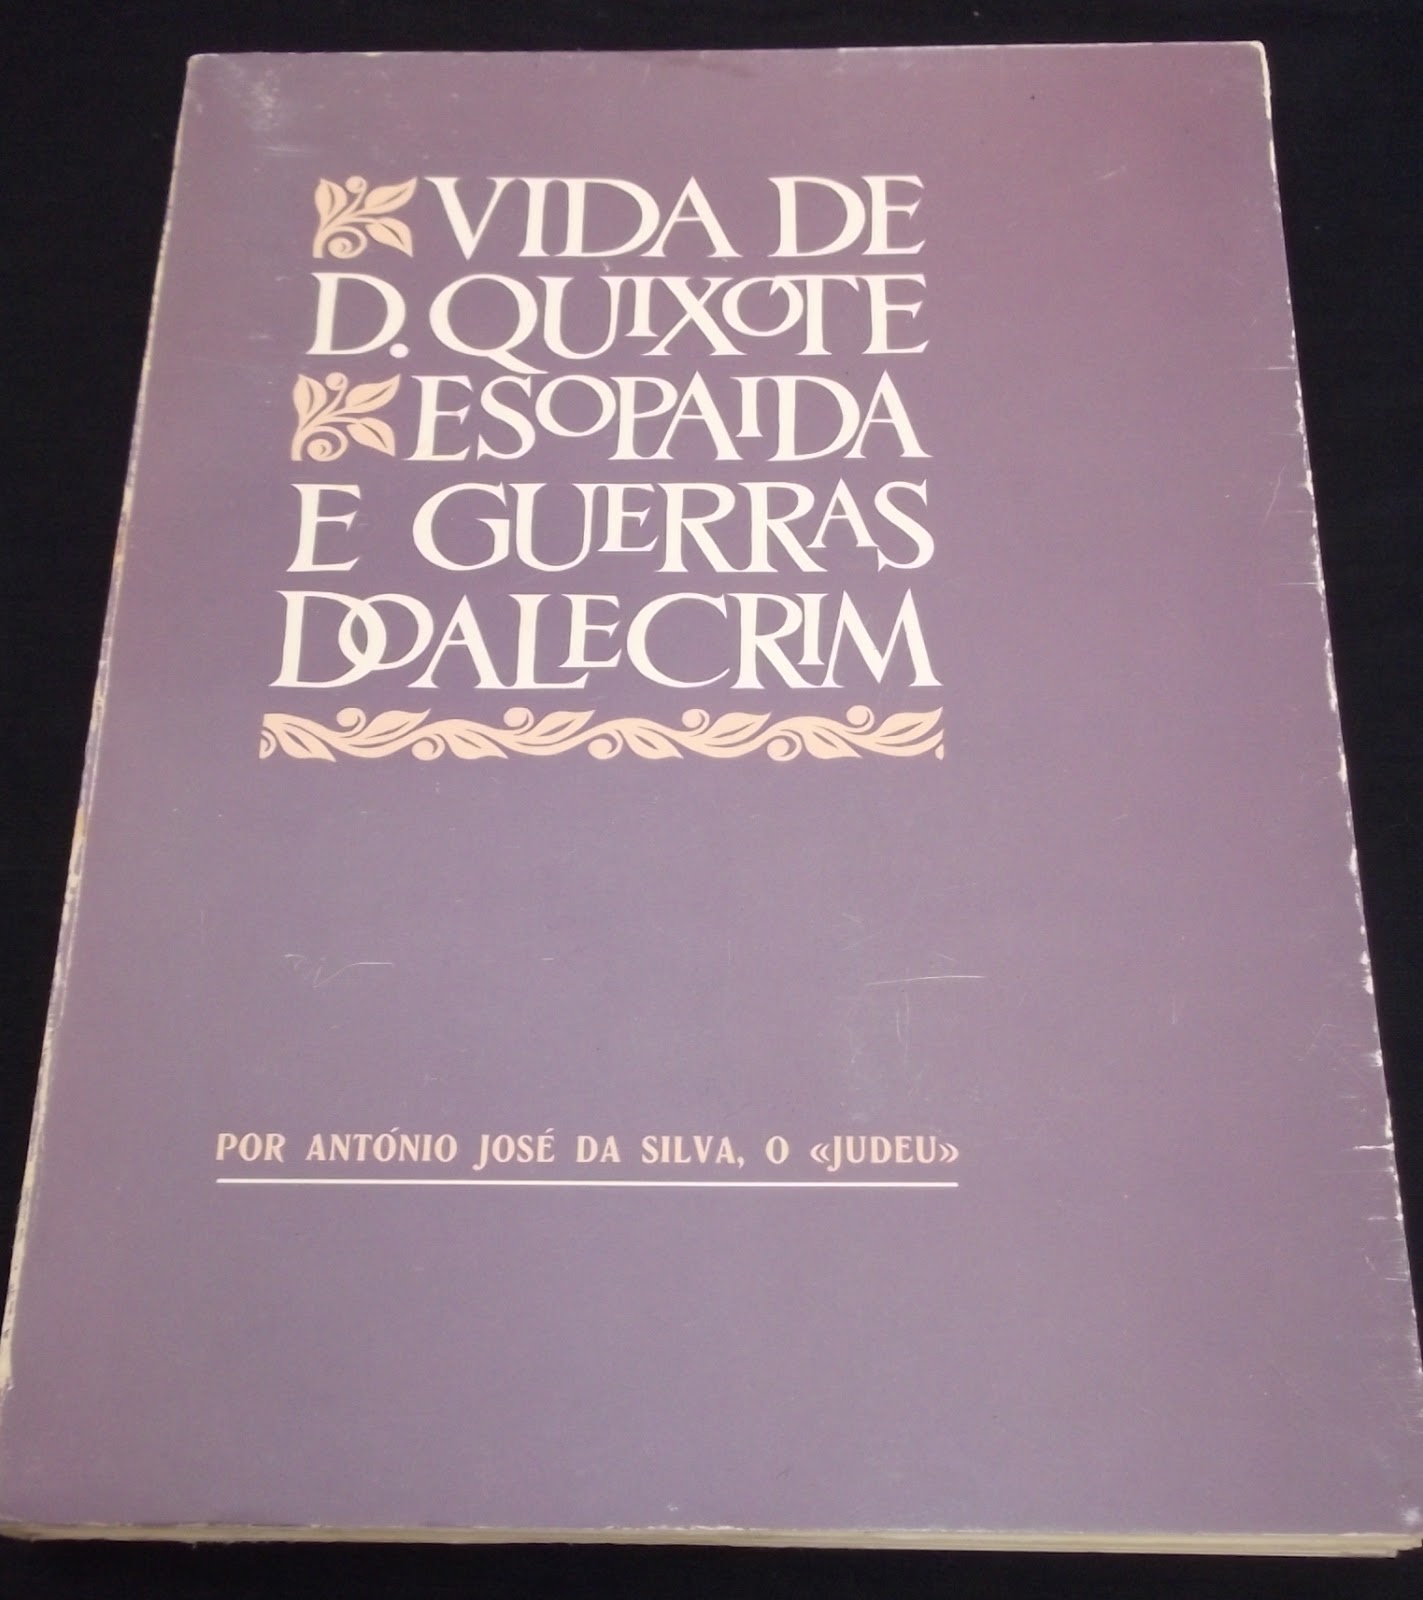 VIDA DE
D. QUIXOTE
ESOPAIDA
E GUERRAS
DO ALECRIM
POR ANTÓNIO JOSÉ DA SILVA, O «JUDEU»